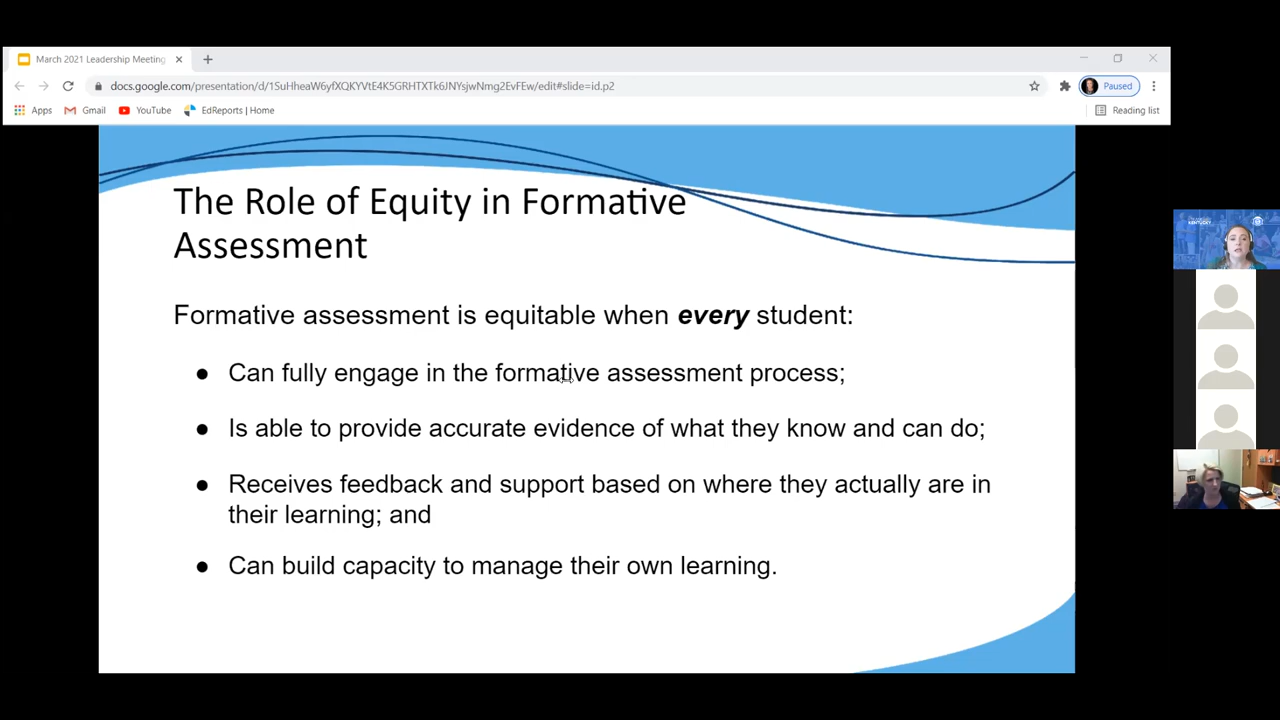 March 2021 Leadership Meeting
docs.google.com/presentation/d/1SuHheaW6yfXQKYVtE4K5GRHTXTk6JNYsjwNmg2EvFEw/edit#slide=id.p2
Paused
Apps Gmail YouTube EdReports | Home Reading list
The Role of Equity in Formative
Assessment
Formative assessment is equitable when every student:
● Can fully engage in the formative assessment process;
● Is able to provide accurate evidence of what they know and can do;
● Receives feedback and support based on where they actually are in
their learning; and
● Can build capacity to manage their own learning.
KENTUCKY